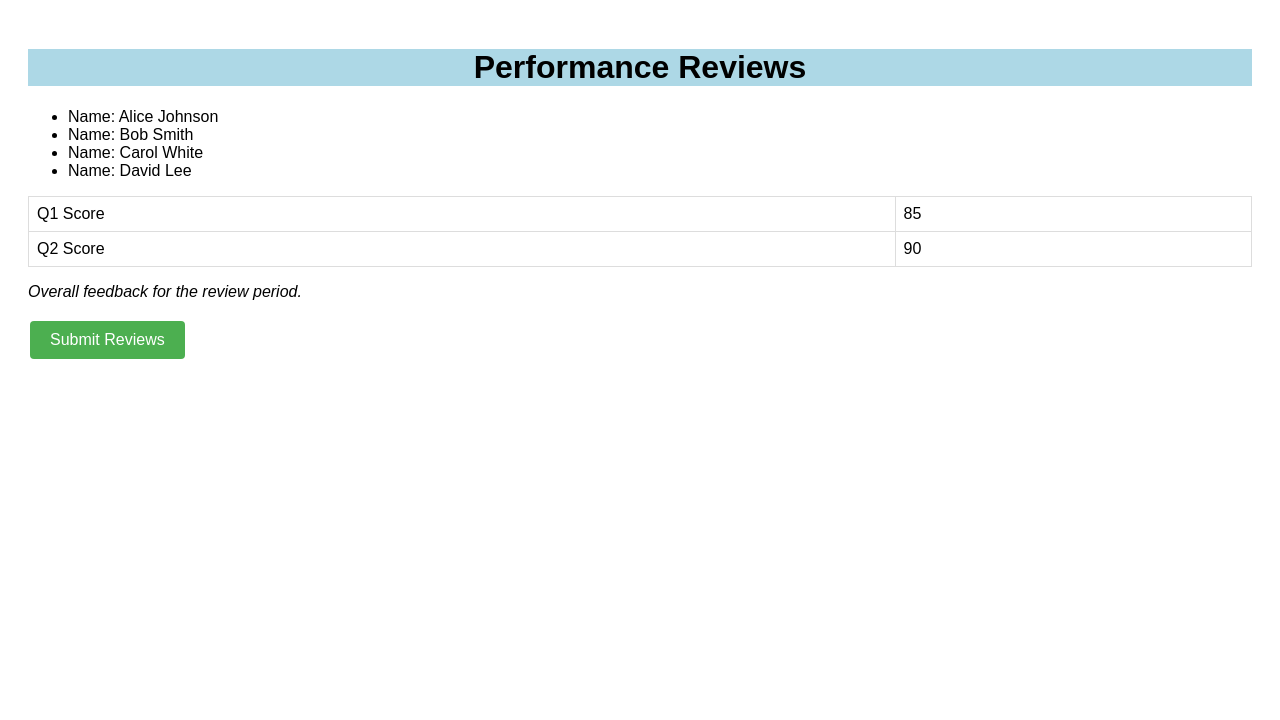 Performance Reviews
Name: Alice Johnson
Name: Bob Smith
Name: Carol White
Name: David Lee
Q1 Score 85
Q2 Score 90
Overall feedback for the review period.
Submit Reviews